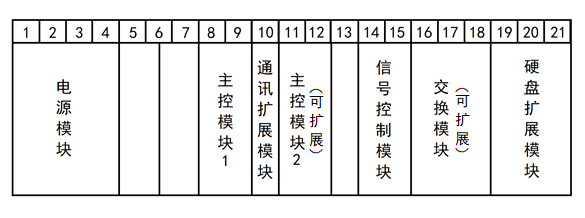 1 2 3 4 5 6 7 8 9 10 11 12 13 14 15 16 17 18 19 20 21
电源模块
主控模块1
通讯扩展模块
主控模块2
（可扩展）
信号控制模块
交换模块
（可扩展）
硬盘扩展模块